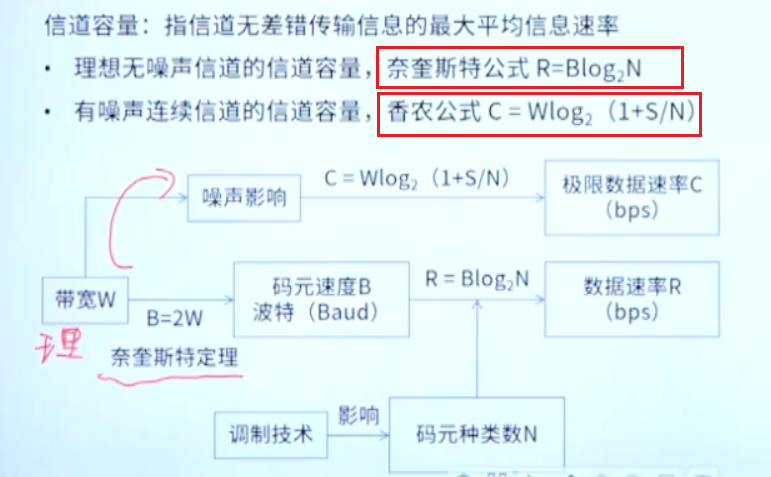 信道容量：指信道无差错传输信息的最大平均信息速率
• 理想无噪声信道的信道容量，奈奎斯特公式 R=Blog₂N
• 有噪声连续信道的信道容量，香农公式 C = Wlog₂（1+S/N）
C = Wlog₂（1+S/N）
噪声影响
极限数据速率C
（bps）
带宽W
B=2W
码元速度B
波特（Baud）
R = Blog₂N
数据速率R
（bps）
理
奈奎斯特定理
调制技术
影响
码元种类数N